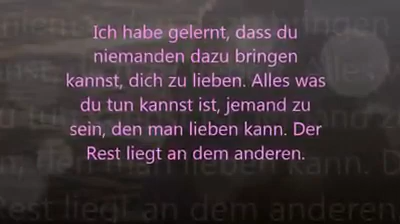 Ich habe gelernt, dass du
niemanden dazu bringen
kannst, dich zu lieben. Alles was
du tun kannst ist, jemand zu
sein, den man lieben kann. Der
Rest liegt an dem anderen.